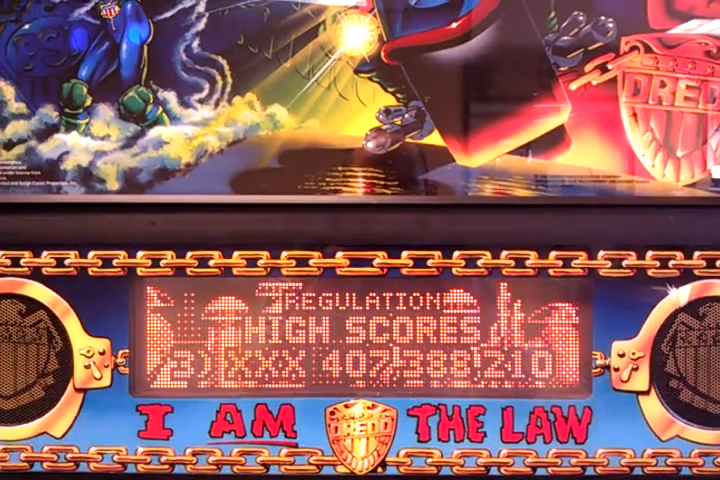 DREDD
REGULATION
HIGH SCORES
3) XXX 407,388,210
I AM DREDD THE LAW